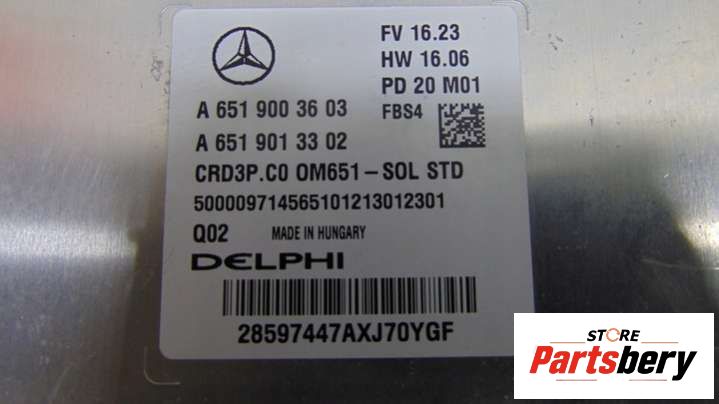 FV 16.23
HW 16.06
PD 20 M01
A 651 900 36 03
FBS4
A 651 901 33 02
CRD3P.C0 OM651-SOL STD
500009714565101213012301
Q02 MADE IN HUNGARY
DELPHI
28597447AXJ70YGF
STORE
Partsbery